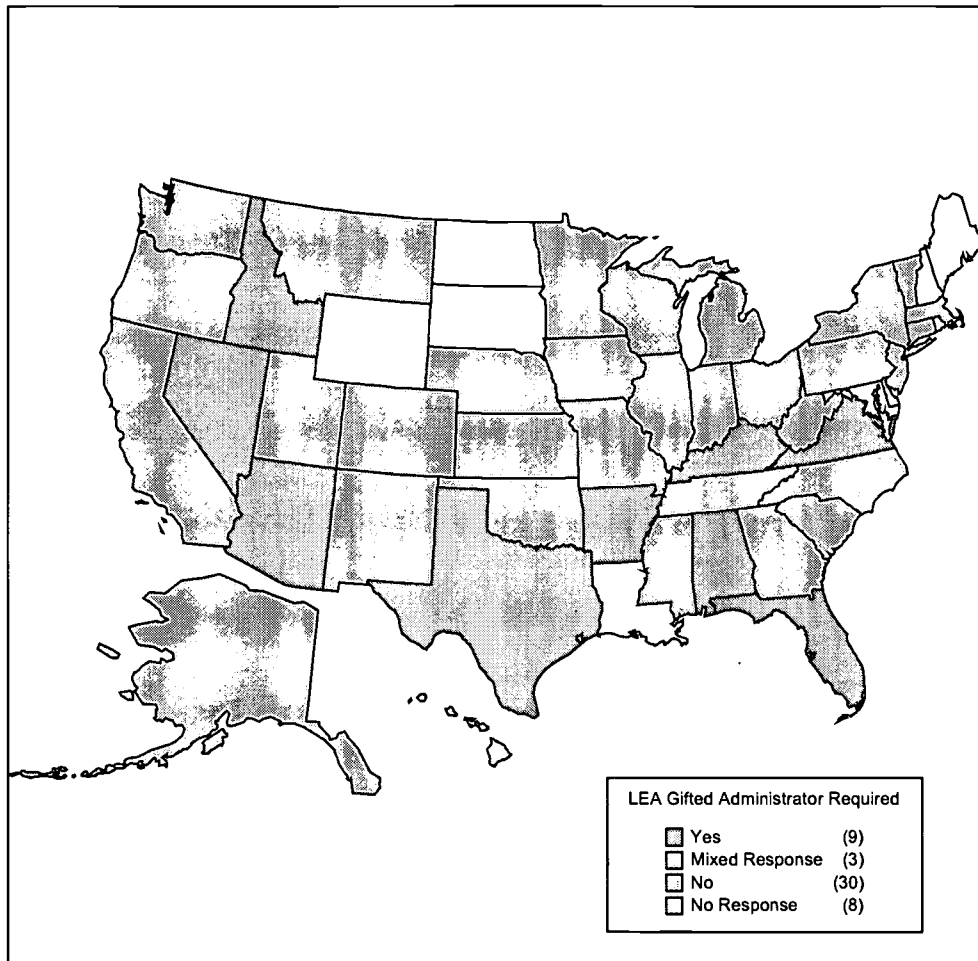 LEA Gifted Administrator Required
Yes (9)
Mixed Response (3)
No (30)
No Response (8)